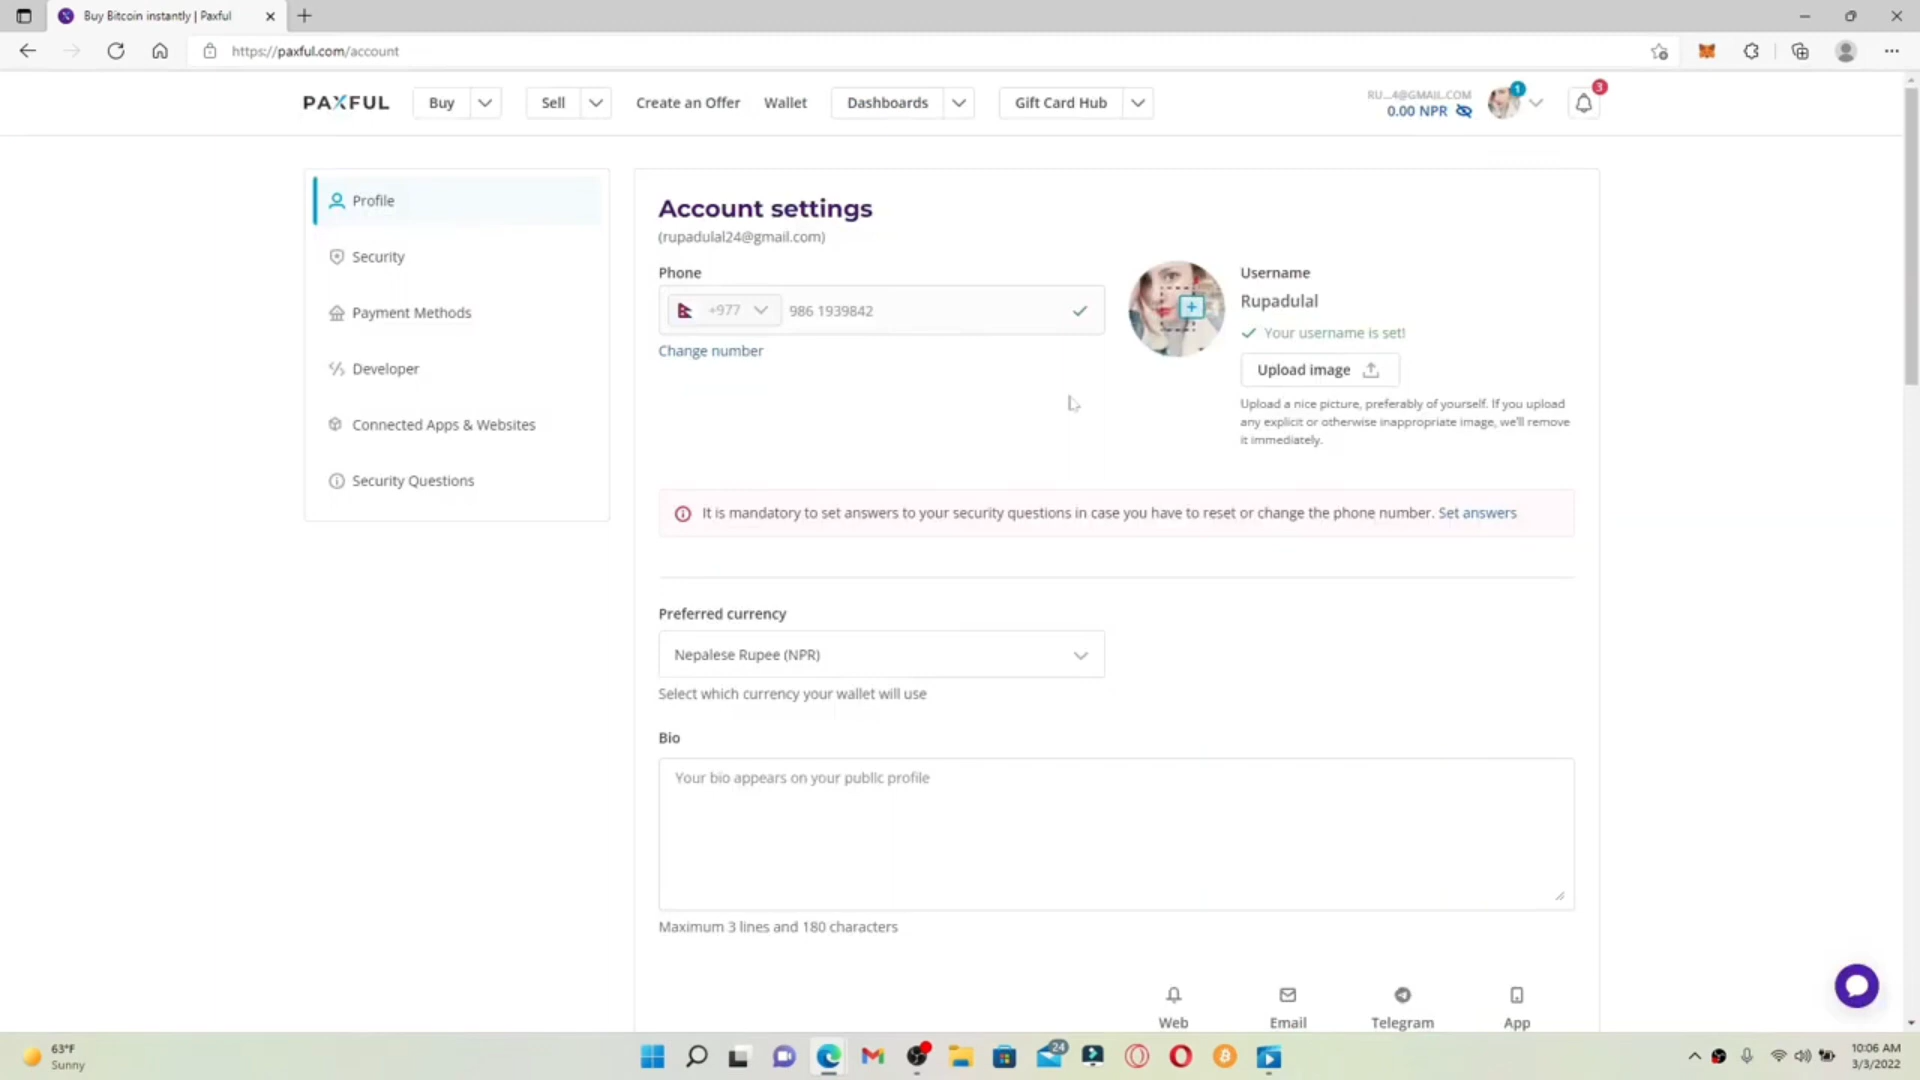 Buy Bitcoin instantly | Paxful
https://paxful.com/account
PAXFUL
Buy
Sell
Create an Offer
Wallet
Dashboards
Gift Card Hub
RU...4@GMAIL.COM
0.00 NPR
1
3
Profile
Security
Payment Methods
Developer
Connected Apps & Websites
Security Questions
Account settings
(rupadulal24@gmail.com)
Phone
+977
986 1939842
Change number
Username
Rupadulal
Your username is set!
Upload image
Upload a nice picture, preferably of yourself. If you upload
any explicit or otherwise inappropriate image, we'll remove
it immediately.
It is mandatory to set answers to your security questions in case you have to reset or change the phone number. Set answers
Preferred currency
Nepalese Rupee (NPR)
Select which currency your wallet will use
Bio
Your bio appears on your public profile
Maximum 3 lines and 180 characters
Web
Email
Telegram
App
63°F
Sunny
24
10:06 AM
3/3/2022